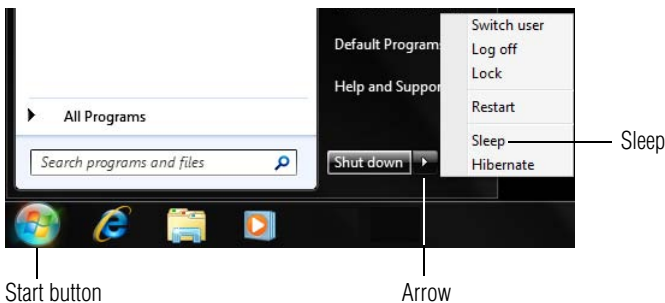 Switch user
Default Program
Log off
Lock
Help and Suppor
Restart
All Programs
Sleep
Sleep
Search programs and files
Shut down
Hibernate
Start button
Arrow